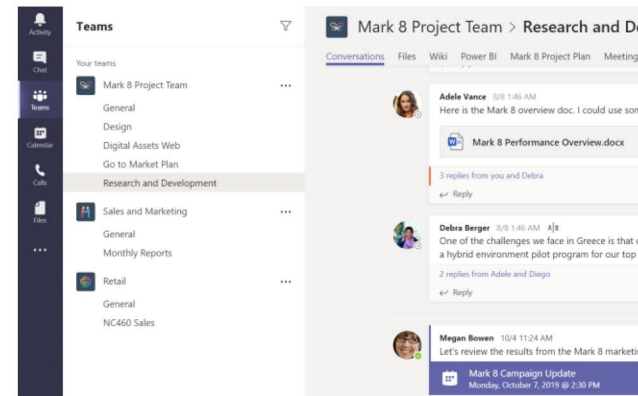 Activity
Chat
Teams
Calendar
Calls
Files
Teams
Your teams
Mark 8 Project Team
General
Design
Digital Assets Web
Go to Market Plan
Research and Development
Sales and Marketing
General
Monthly Reports
Retail
General
NC460 Sales
Mark 8 Project Team > Research and De
Conversations Files Wiki Power BI Mark 8 Project Plan Meeting
Adele Vance 8/8 1:46 AM
Here is the Mark 8 overview doc. I could use som
Mark 8 Performance Overview.docx
3 replies from you and Debra
Reply
Debra Berger 8/8 1:46 AM
One of the challenges we face in Greece is that
a hybrid environment pilot program for our top
2 replies from Adele and Diego
Reply
Megan Bowen 10/4 11:24 AM
Let's review the results from the Mark 8 marketin
Mark 8 Campaign Update
Monday, October 7, 2019 @ 2:30 PM